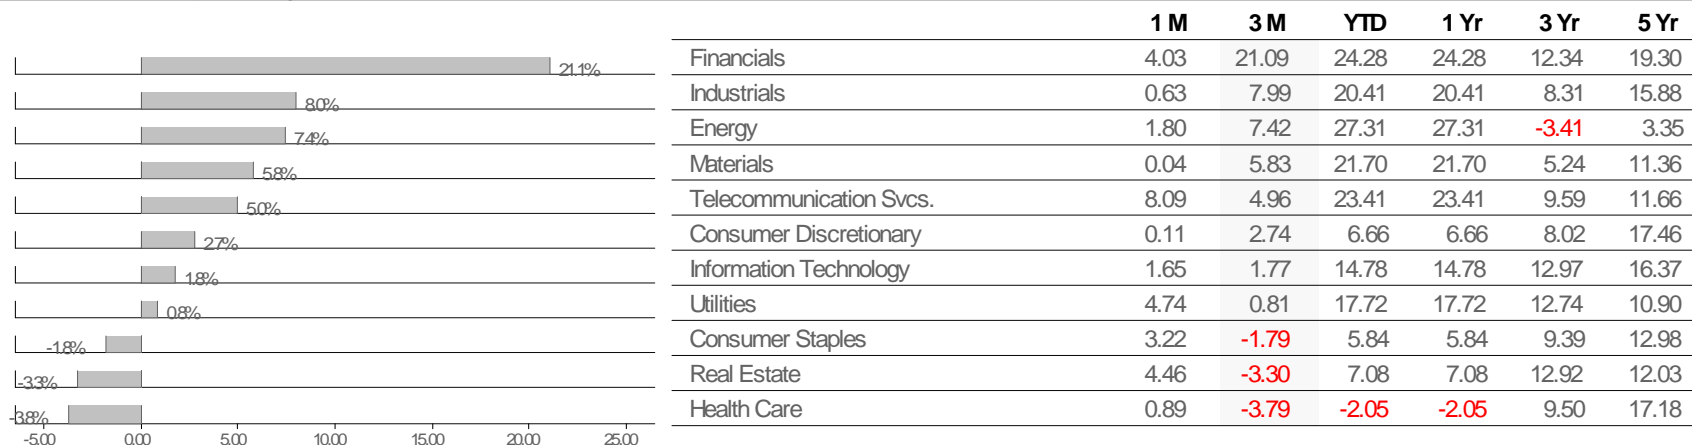 1 M 3 M YTD 1 Yr 3 Yr 5 Yr
21.1% Financials 4.03 21.09 24.28 24.28 12.34 19.30
8.0% Industrials 0.63 7.99 20.41 20.41 8.31 15.88
7.4% Energy 1.80 7.42 27.31 27.31 -3.41 3.35
5.8% Materials 0.04 5.83 21.70 21.70 5.24 11.36
5.0% Telecommunication Svcs. 8.09 4.96 23.41 23.41 9.59 11.66
2.7% Consumer Discretionary 0.11 2.74 6.66 6.66 8.02 17.46
1.8% Information Technology 1.65 1.77 14.78 14.78 12.97 16.37
0.8% Utilities 4.74 0.81 17.72 17.72 12.74 10.90
-1.8% Consumer Staples 3.22 -1.79 5.84 5.84 9.39 12.98
-3.3% Real Estate 4.46 -3.30 7.08 7.08 12.92 12.03
-3.8% Health Care 0.89 -3.79 -2.05 -2.05 9.50 17.18
-5.00 0.00 5.00 10.00 15.00 20.00 25.00